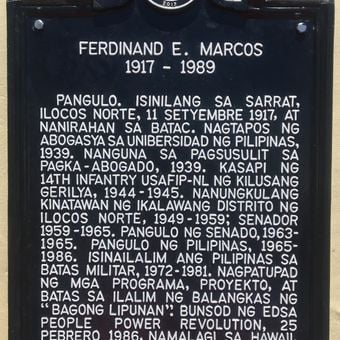 2015
FERDINAND E. MARCOS
1917 - 1989
PANGULO. ISINILANG SA SARRAT,
ILOCOS NORTE, 11 SETYEMBRE 1917, AT
NANIRAHAN SA BATAC. NAGTAPOS NG
ABOGASYA SA UNIBERSIDAD NG PILIPINAS,
1939. NANGUNA SA PAGSUSULIT SA
PAGKA-ABOGADO, 1939. KASAPI NG
14TH INFANTRY USAFIP-NL NG KILUSANG
GERILYA, 1944-1945. NANUNGKULANG
KINATAWAN NG IKALAWANG DISTRITO NG
ILOCOS NORTE, 1949-1959; SENADOR
1959-1965. PANGULO NG SENADO, 1963-
1965. PANGULO NG PILIPINAS, 1965-
1986. ISINAILALIM ANG PILIPINAS SA
BATAS MILITAR, 1972-1981. NAGPATUPAD
NG MGA PROGRAMA, PROYEKTO, AT
BATAS SA ILALIM NG BALANGKAS NG
“BAGONG LIPUNAN”. BUNSOD NG EDSA
PEOPLE POWER REVOLUTION, 25
PEBRERO 1986, NAMALAGI SA HAWAII,